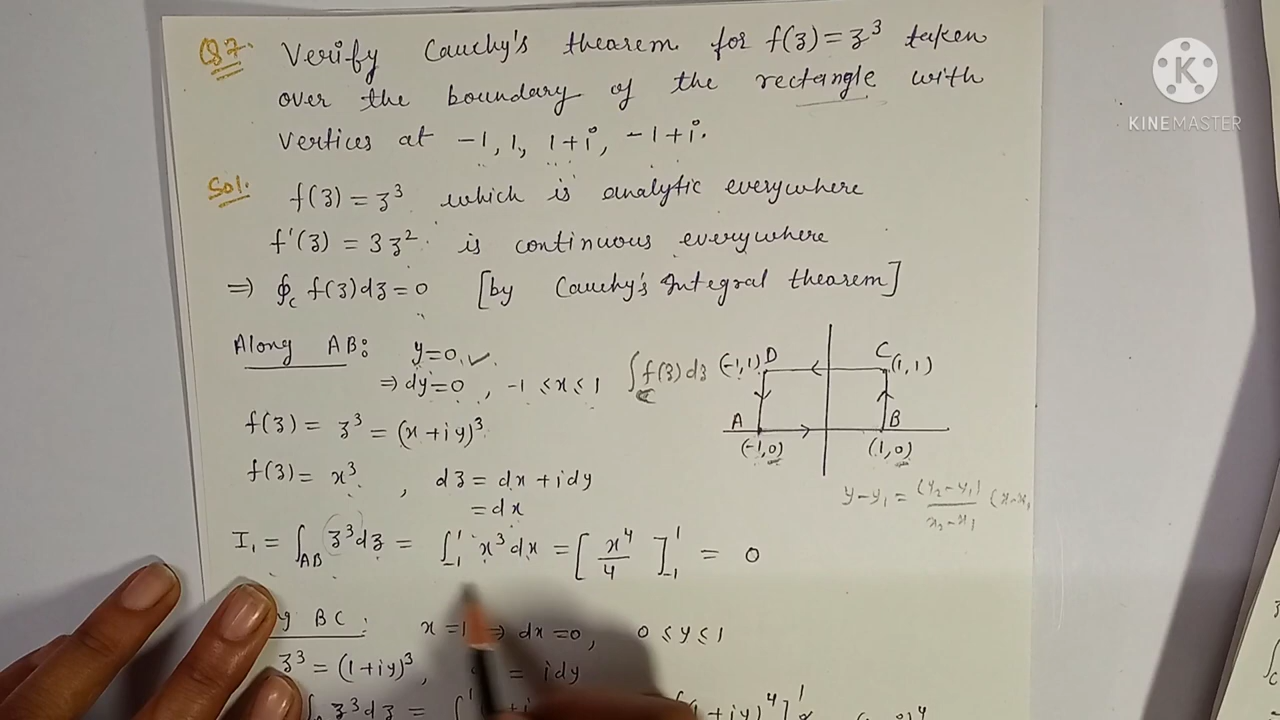 Q7. Verify Cauchy's theorem for f(z) = z³ taken
over the boundary of the rectangle with
vertices at -1, 1, 1+i, -1+i.
Sol. f(z) = z³ which is analytic everywhere
f'(z) = 3z² is continuous everywhere
⇒ ∮c f(z)dz = 0 [by Cauchy's Integral theorem]
Along AB: y=0, ✓
⇒ dy=0, -1 ≤ x ≤ 1
∫c f(z)dz
(-1,1) D C (1,1)
A B
(-1,0) (1,0)
f(z) = z³ = (x+iy)³
f(z) = x³, dz = dx + idy
= dx
y-y₁ = (y₂-y₁)/(x₂-x₁) (x-x₁
I₁ = ∫AB z³dz = ∫₋₁¹ x³dx = [x⁴/4]₋₁¹ = 0
BC: x=1 ⇒ dx=0, 0 ≤ y ≤ 1
z³ = (1+iy)³, = idy
z³dz =
KINEMASTER
K